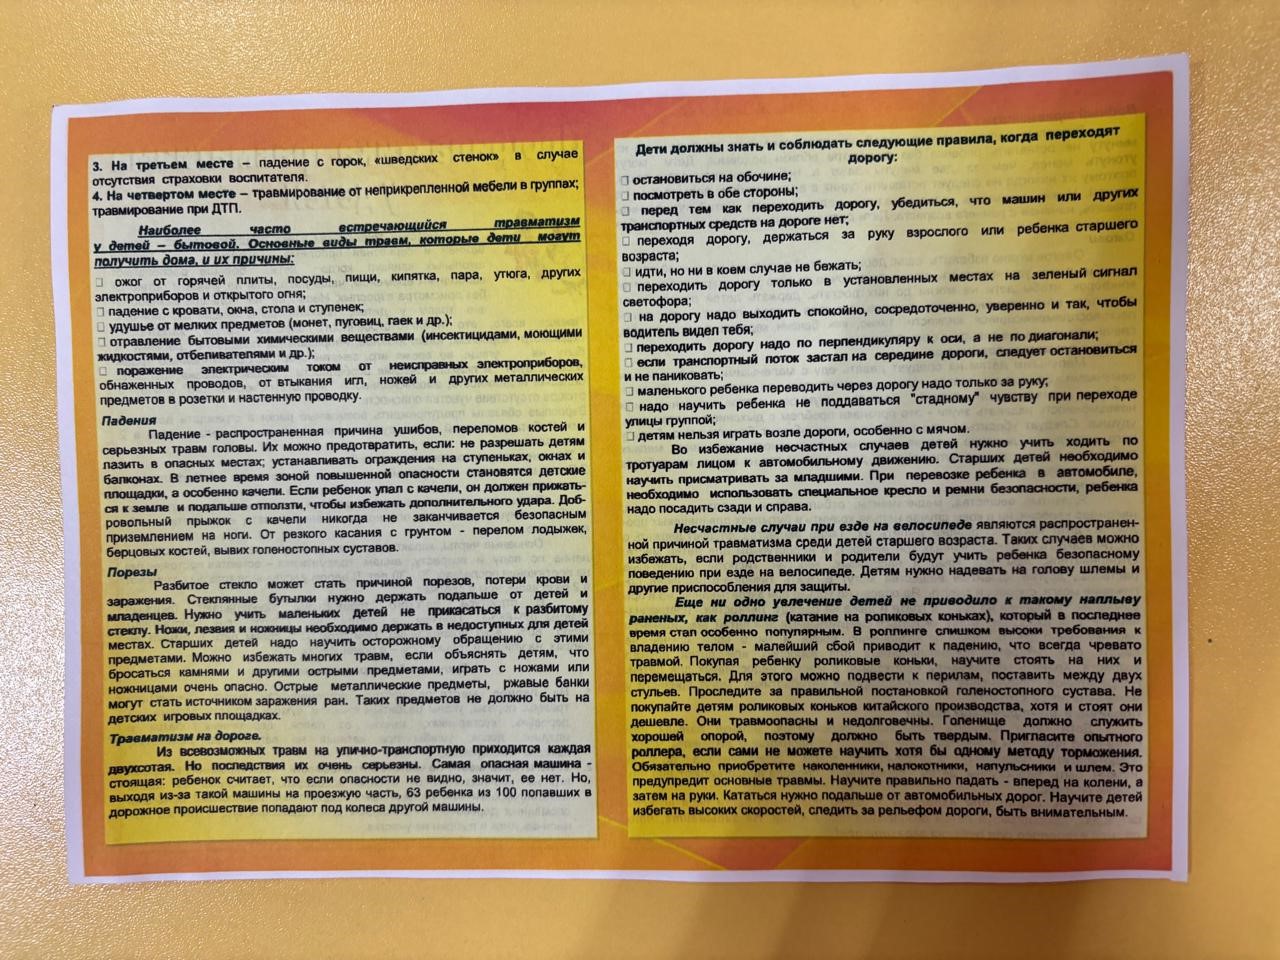 3. На третьем месте – падение с горок, «шведских стенок» в случае
отсутствия страховки воспитателя.
4. На четвертом месте – травмирование от неприкрепленной мебели в группах;
травмирование при ДТП.
Наиболее часто встречающийся травматизм
у детей – бытовой. Основные виды травм, которые дети могут
получить дома, и их причины:
ожог от горячей плиты, посуды, пищи, кипятка, пара, утюга, других
электроприборов и открытого огня;
падение с кровати, окна, стола и ступенек;
удушье от мелких предметов (монет, пуговиц, гаек и др.);
отравление бытовыми химическими веществами (инсектицидами, моющими
жидкостями, отбеливателями и др.);
поражение электрическим током от неисправных электроприборов,
обнаженных проводов, от втыкания игл, ножей и других металлических
предметов в розетки и настенную проводку.
Падения
Падение - распространенная причина ушибов, переломов костей и
серьезных травм головы. Их можно предотвратить, если: не разрешать детям
лазить в опасных местах; устанавливать ограждения на ступеньках, окнах и
балконах. В летнее время зоной повышенной опасности становятся детские
площадки, а особенно качели. Если ребенок упал с качели, он должен прижать-
ся к земле и подальше отползти, чтобы избежать дополнительного удара. Доб-
ровольный прыжок с качели никогда не заканчивается безопасным
приземлением на ноги. От резкого касания с грунтом - перелом лодыжек,
берцовых костей, вывих голеностопных суставов.
Порезы
Разбитое стекло может стать причиной порезов, потери крови и
заражения. Стеклянные бутылки нужно держать подальше от детей и
младенцев. Нужно учить маленьких детей не прикасаться к разбитому
стеклу. Ножи, лезвия и ножницы необходимо держать в недоступных для детей
местах. Старших детей надо научить осторожному обращению с этими
предметами. Можно избежать многих травм, если объяснять детям, что
бросаться камнями и другими острыми предметами, играть с ножами или
ножницами очень опасно. Острые металлические предметы, ржавые банки
могут стать источником заражения ран. Таких предметов не должно быть на
детских игровых площадках.
Травматизм на дороге.
Из всевозможных травм на улично-транспортную приходится каждая
двухсотая. Но последствия их очень серьезны. Самая опасная машина -
стоящая: ребенок считает, что если опасности не видно, значит, ее нет. Но,
выходя из-за такой машины на проезжую часть, 63 ребенка из 100 попавших в
дорожное происшествие попадают под колеса другой машины.
Дети должны знать и соблюдать следующие правила, когда переходят
дорогу:
остановиться на обочине;
посмотреть в обе стороны;
перед тем как переходить дорогу, убедиться, что машин или других
транспортных средств на дороге нет;
переходя дорогу, держаться за руку взрослого или ребенка старшего
возраста;
идти, но ни в коем случае не бежать;
переходить дорогу только в установленных местах на зеленый сигнал
светофора;
на дорогу надо выходить спокойно, сосредоточенно, уверенно и так, чтобы
водитель видел тебя;
переходить дорогу надо по перпендикуляру к оси, а не по диагонали;
если транспортный поток застал на середине дороги, следует остановиться
и не паниковать;
маленького ребенка переводить через дорогу надо только за руку;
надо научить ребенка не поддаваться "стадному" чувству при переходе
улицы группой;
детям нельзя играть возле дороги, особенно с мячом.
Во избежание несчастных случаев детей нужно учить ходить по
тротуарам лицом к автомобильному движению. Старших детей необходимо
научить присматривать за младшими. При перевозке ребенка в автомобиле,
необходимо использовать специальное кресло и ремни безопасности, ребенка
надо посадить сзади и справа.
Несчастные случаи при езде на велосипеде являются распространен-
ной причиной травматизма среди детей старшего возраста. Таких случаев можно
избежать, если родственники и родители будут учить ребенка безопасному
поведению при езде на велосипеде. Детям нужно надевать на голову шлемы и
другие приспособления для защиты.
Еще ни одно увлечение детей не приводило к такому наплыву
раненых, как роллинг (катание на роликовых коньках), который в последнее
время стал особенно популярным. В роллинге слишком высоки требования к
владению телом - малейший сбой приводит к падению, что всегда чревато
травмой. Покупая ребенку роликовые коньки, научите стоять на них и
перемещаться. Для этого можно подвести к перилам, поставить между двух
стульев. Проследите за правильной постановкой голеностопного сустава. Не
покупайте детям роликовых коньков китайского производства, хотя и стоят они
дешевле. Они травмоопасны и недолговечны. Голенище должно служить
хорошей опорой, поэтому должно быть твердым. Пригласите опытного
роллера, если сами не можете научить хотя бы одному методу торможения.
Обязательно приобретите наколенники, налокотники, напульсники и шлем. Это
предупредит основные травмы. Научите правильно падать - вперед на колени, а
затем на руки. Кататься нужно подальше от автомобильных дорог. Научите детей
избегать высоких скоростей, следить за рельефом дороги, быть внимательным.